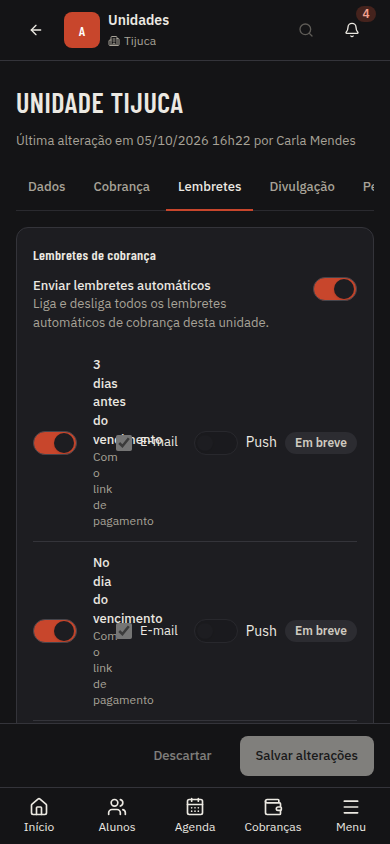 A
Unidades
Tijuca
4
UNIDADE TIJUCA
Última alteração em 05/10/2026 16h22 por Carla Mendes
Dados Cobrança Lembretes Divulgação Pe
Lembretes de cobrança
Enviar lembretes automáticos
Liga e desliga todos os lembretes
automáticos de cobrança desta unidade.
3
dias
antes
do
vencimento
Com
o
link
de
pagamento
E-mail
Push
Em breve
No
dia
do
vencimento
Com
o
link
de
pagamento
E-mail
Push
Em breve
Descartar
Salvar alterações
Início Alunos Agenda Cobranças Menu